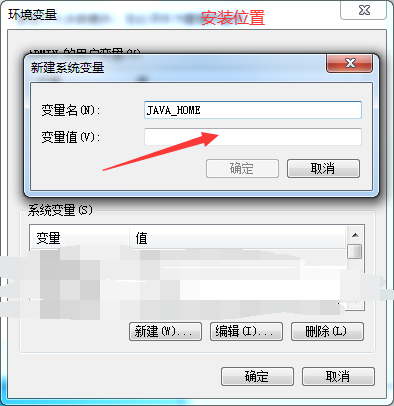 环境变量
安装位置
ADMIN 的用户变量(U)
新建系统变量
变量名(N):
JAVA_HOME
变量值(V):
确定
取消
系统变量(S)
变量
值
新建(W)...
编辑(I)...
删除(L)
确定
取消